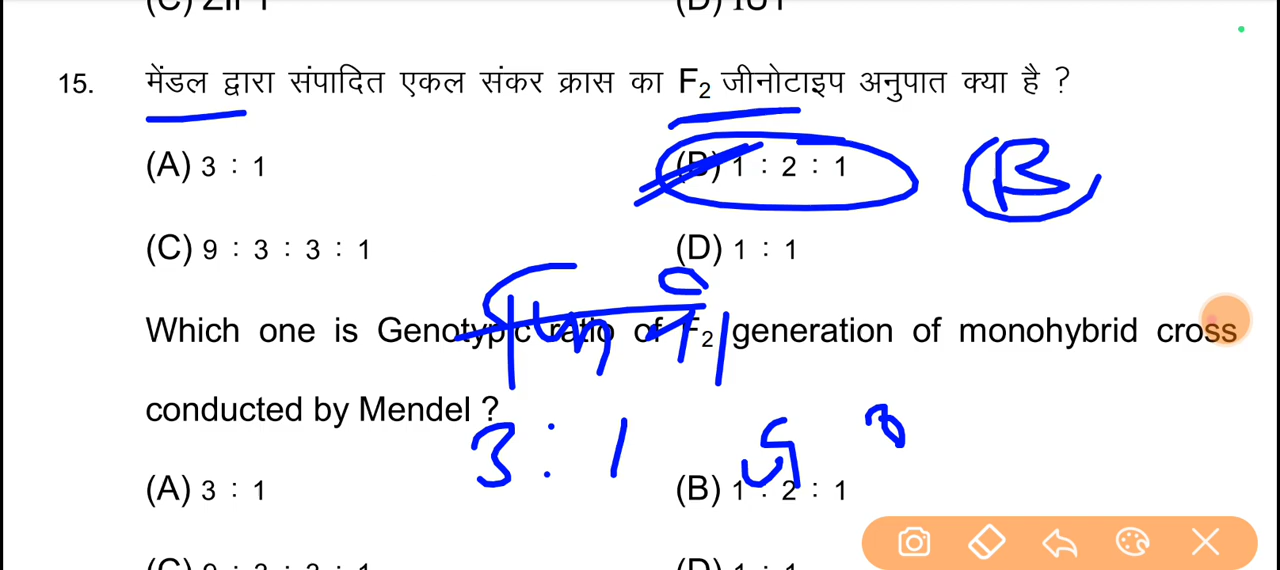 15. मेंडल द्वारा संपादित एकल संकर क्रास का F₂ जीनोटाइप अनुपात क्या है ?
(A) 3 : 1 (B) 1 : 2 : 1 B
(C) 9 : 3 : 3 : 1 (D) 1 : 1
Which one is Genotypic ratio of F₂ generation of monohybrid cross
conducted by Mendel ?
3 : 1
(A) 3 : 1 (B) 1 : 2 : 1